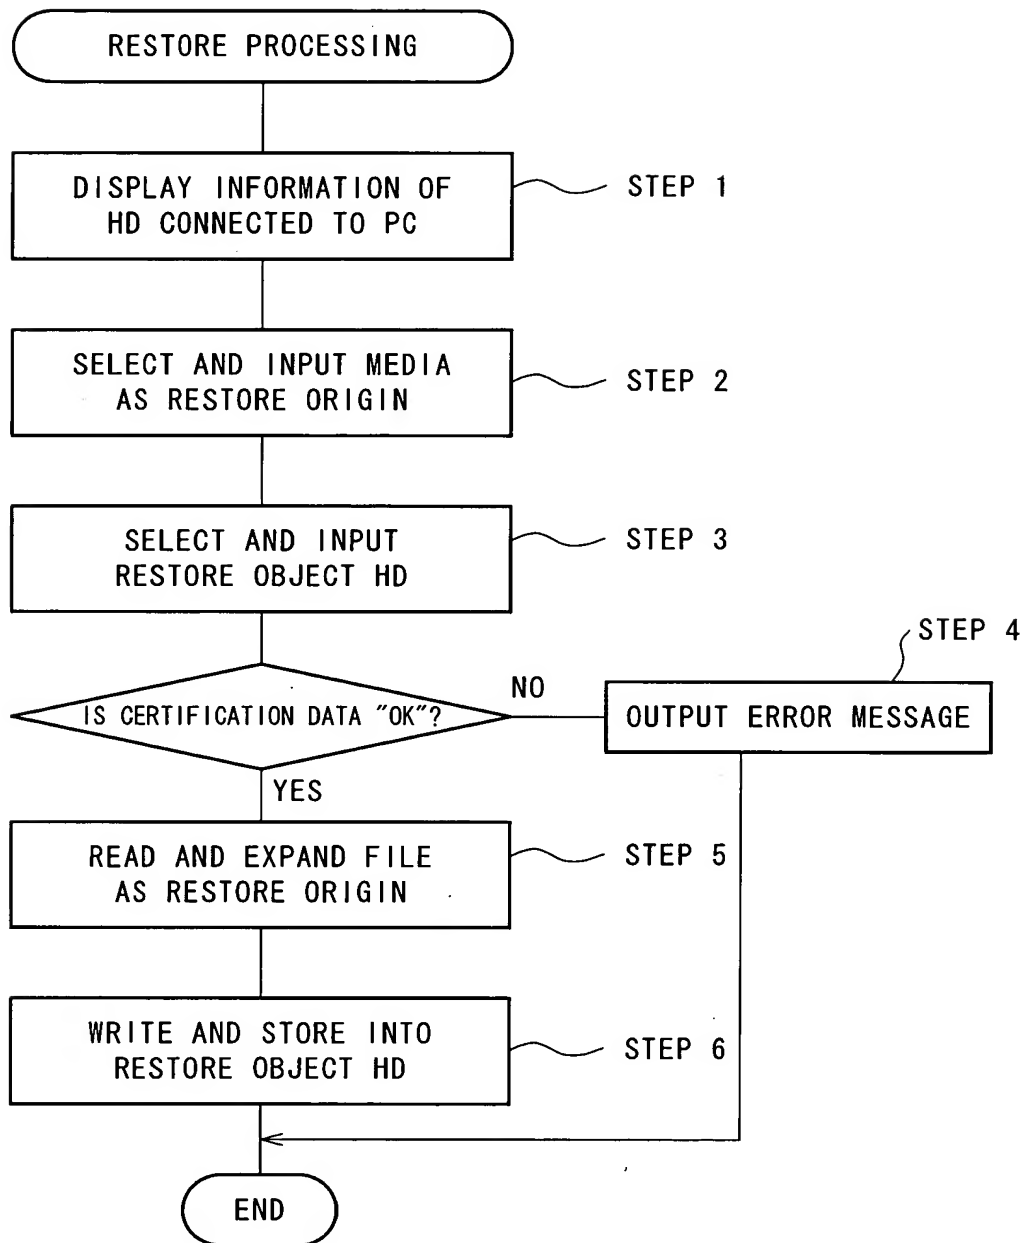 RESTORE PROCESSING
DISPLAY INFORMATION OF
HD CONNECTED TO PC
STEP 1
SELECT AND INPUT MEDIA
AS RESTORE ORIGIN
STEP 2
SELECT AND INPUT
RESTORE OBJECT HD
STEP 3
IS CERTIFICATION DATA "OK"?
NO
STEP 4
OUTPUT ERROR MESSAGE
YES
READ AND EXPAND FILE
AS RESTORE ORIGIN
STEP 5
WRITE AND STORE INTO
RESTORE OBJECT HD
STEP 6
END